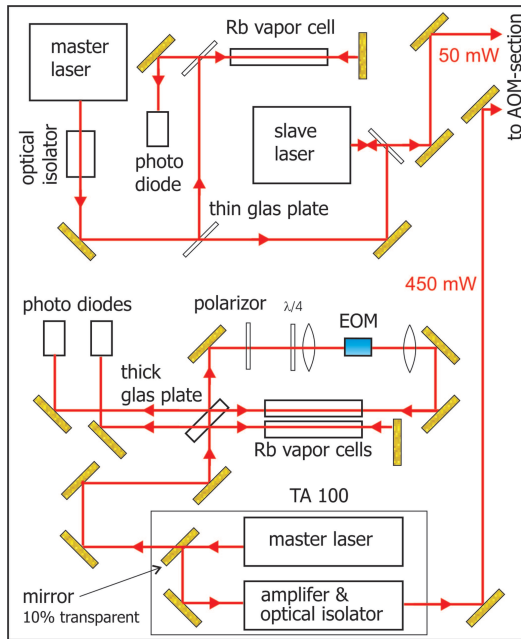 master
laser
Rb vapor cell
50 mW
to AOM-section
optical
isolator
photo
diode
slave
laser
thin glas plate
450 mW
photo diodes
polarizor
λ/4
EOM
thick
glas plate
Rb vapor cells
TA 100
master laser
mirror
10% transparent
amplifer &
optical isolator